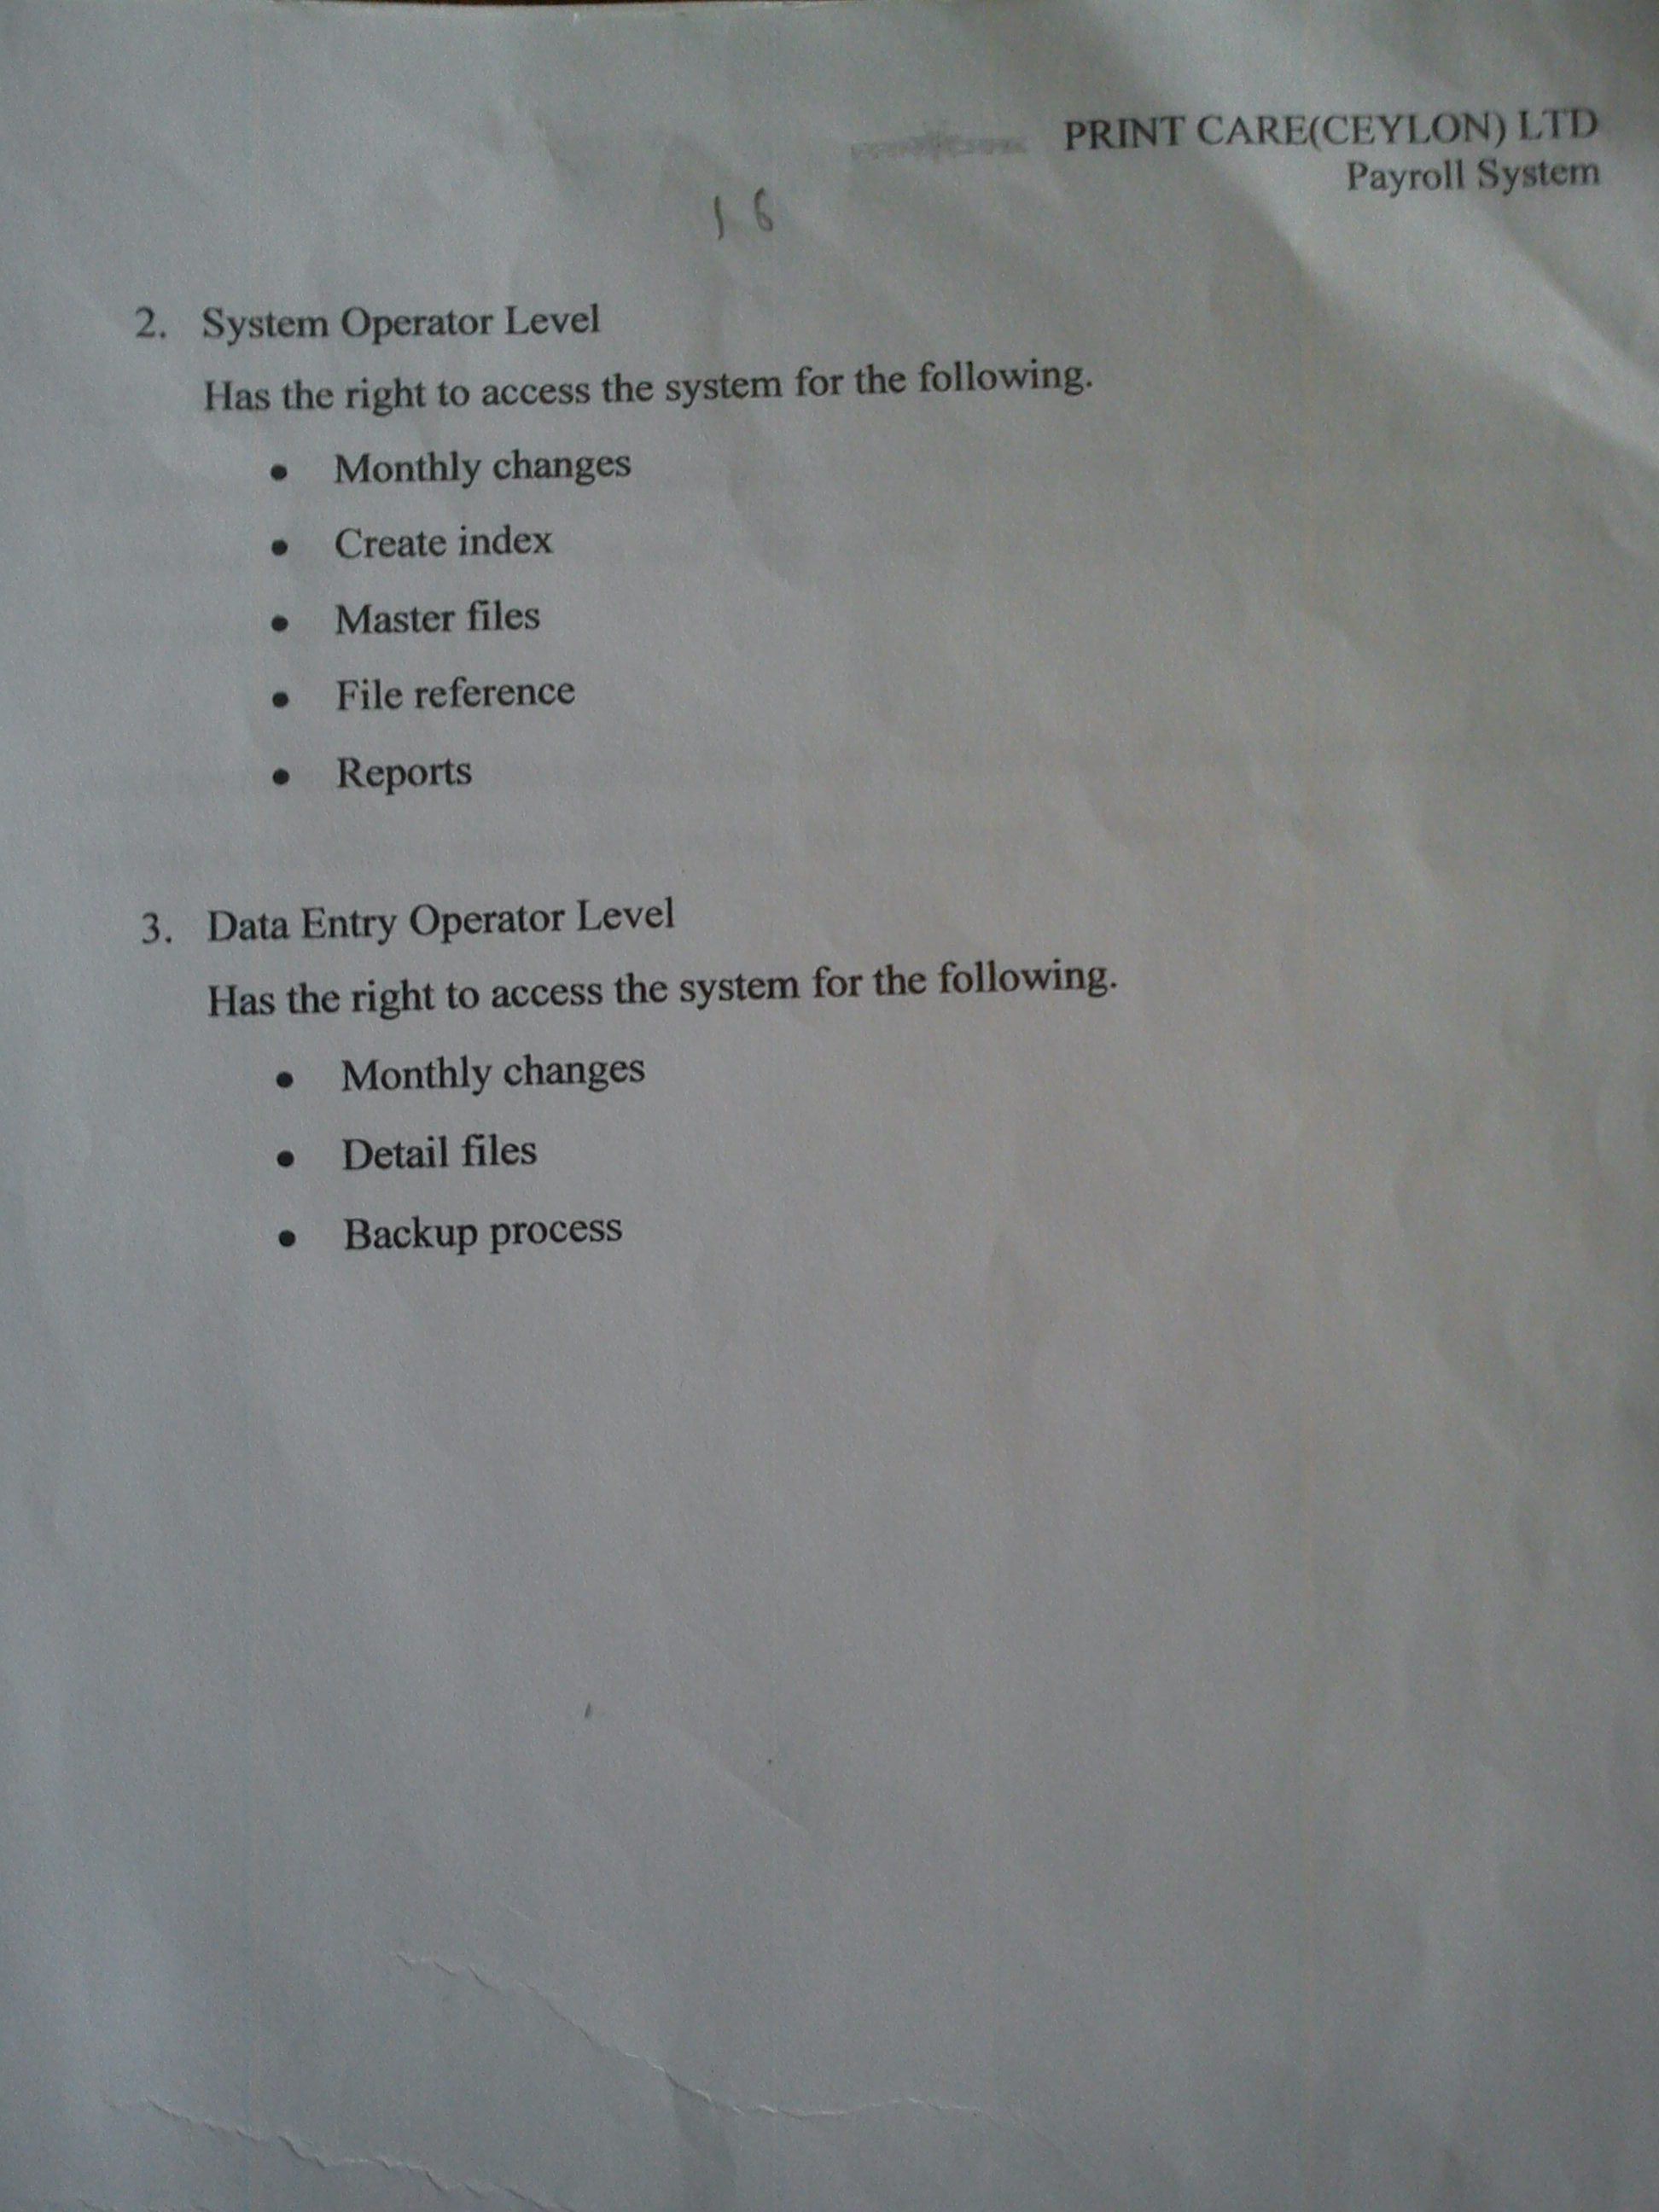 PRINT CARE(CEYLON) LTD
Payroll System
16
2. System Operator Level
Has the right to access the system for the following.
• Monthly changes
• Create index
• Master files
• File reference
• Reports
3. Data Entry Operator Level
Has the right to access the system for the following.
• Monthly changes
• Detail files
• Backup process